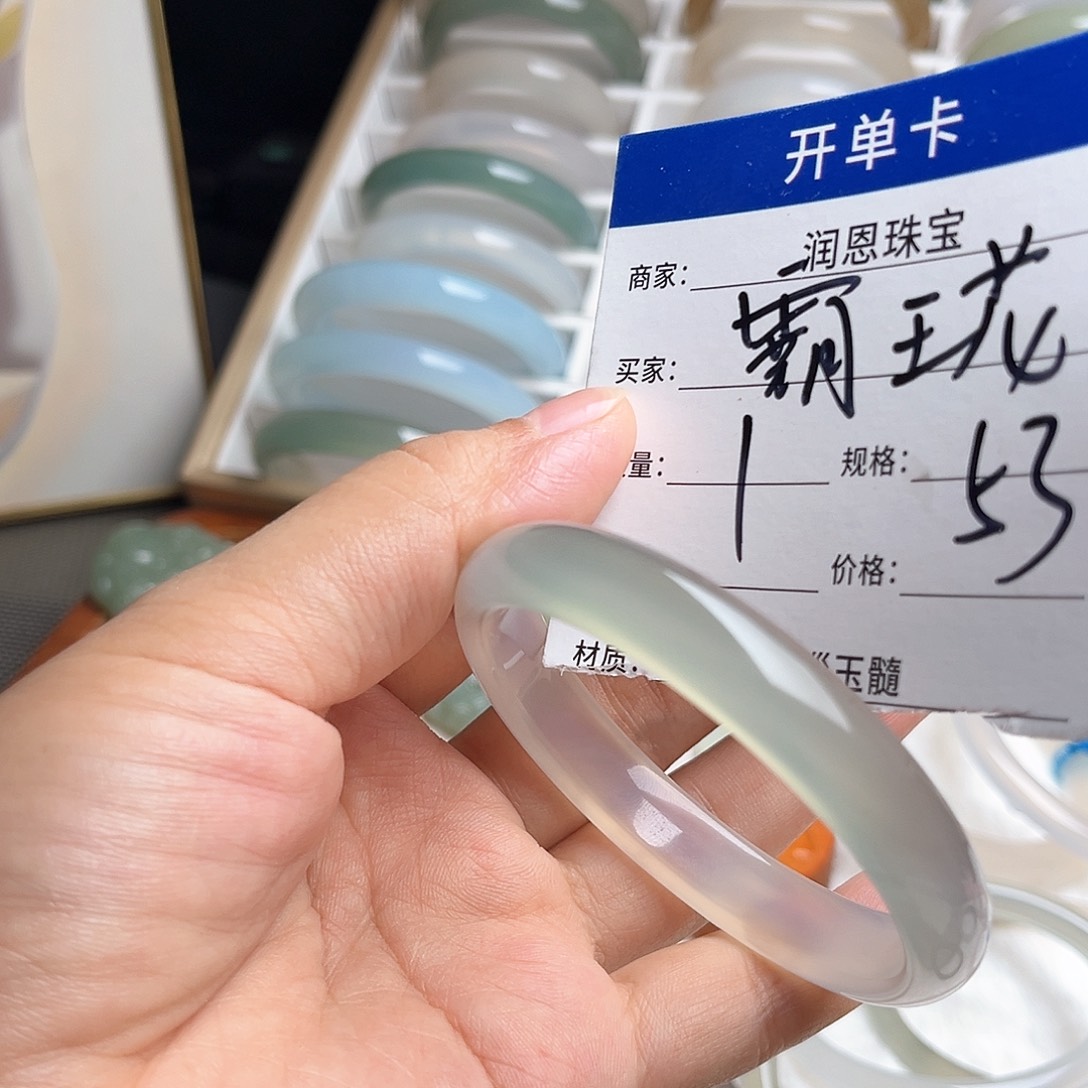 开单卡
商家： 润恩珠宝
买家： 霸王花
量： 1 规格： 53
价格：
材质： 玉髓